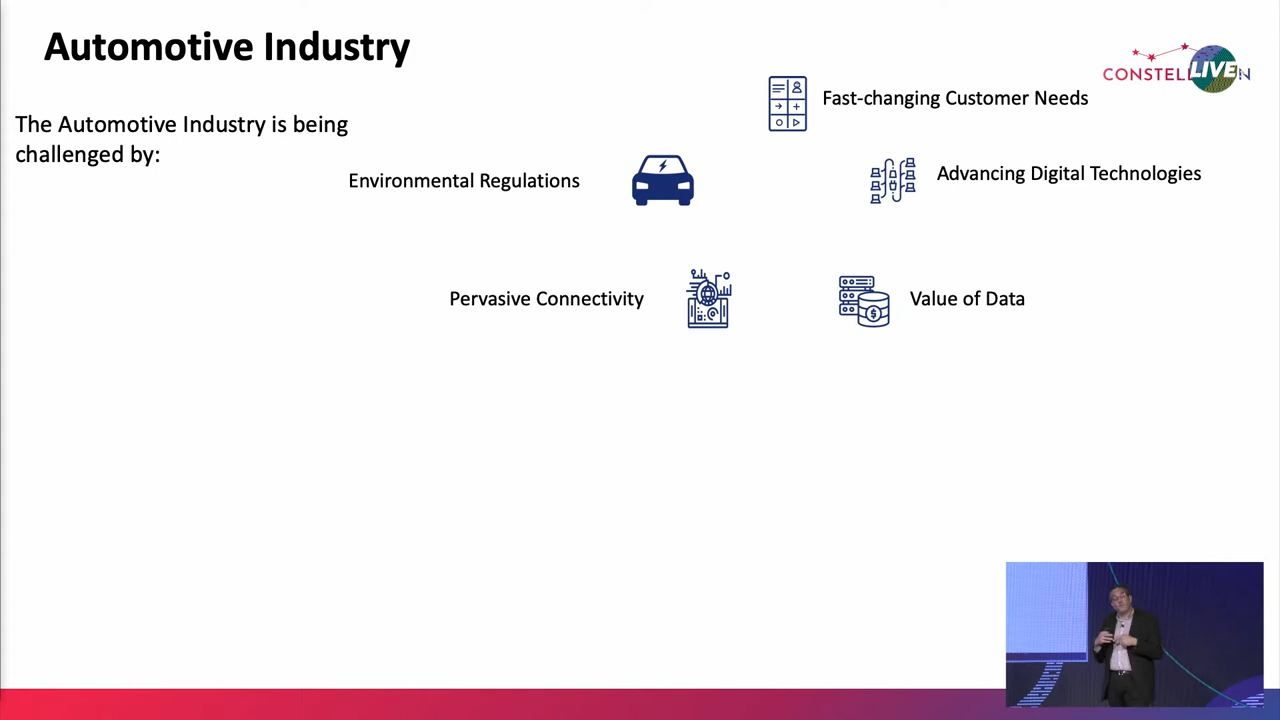 Automotive Industry
LIVE
Fast-changing Customer Needs
The Automotive Industry is being
challenged by:
Environmental Regulations
Advancing Digital Technologies
Pervasive Connectivity
Value of Data